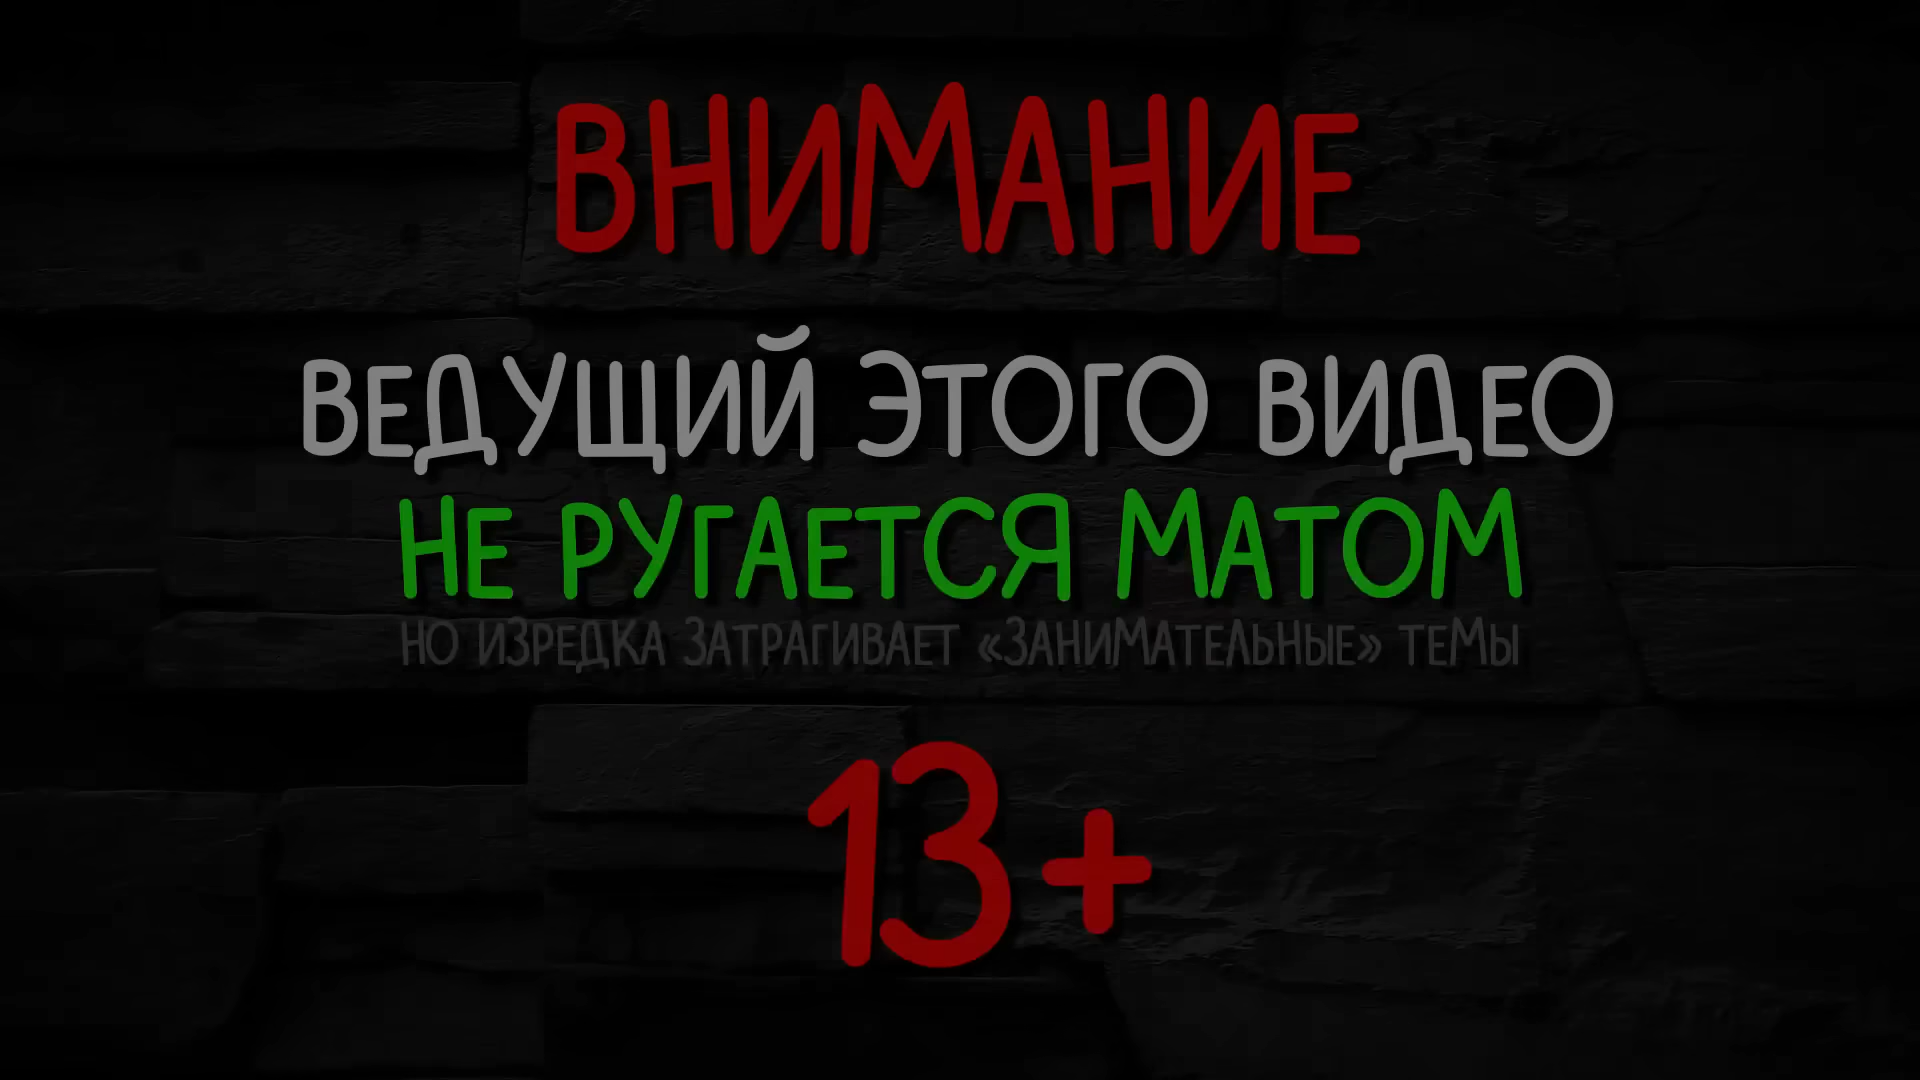 ВНИМАНИЕ
ВЕДУЩИЙ ЭТОГО ВИДЕО
НЕ РУГАЕТСЯ МАТОМ
НО ИЗРЕДКА ЗАТРАГИВАЕТ «ЗАНИМАТЕЛЬНЫЕ» ТЕМЫ
13+